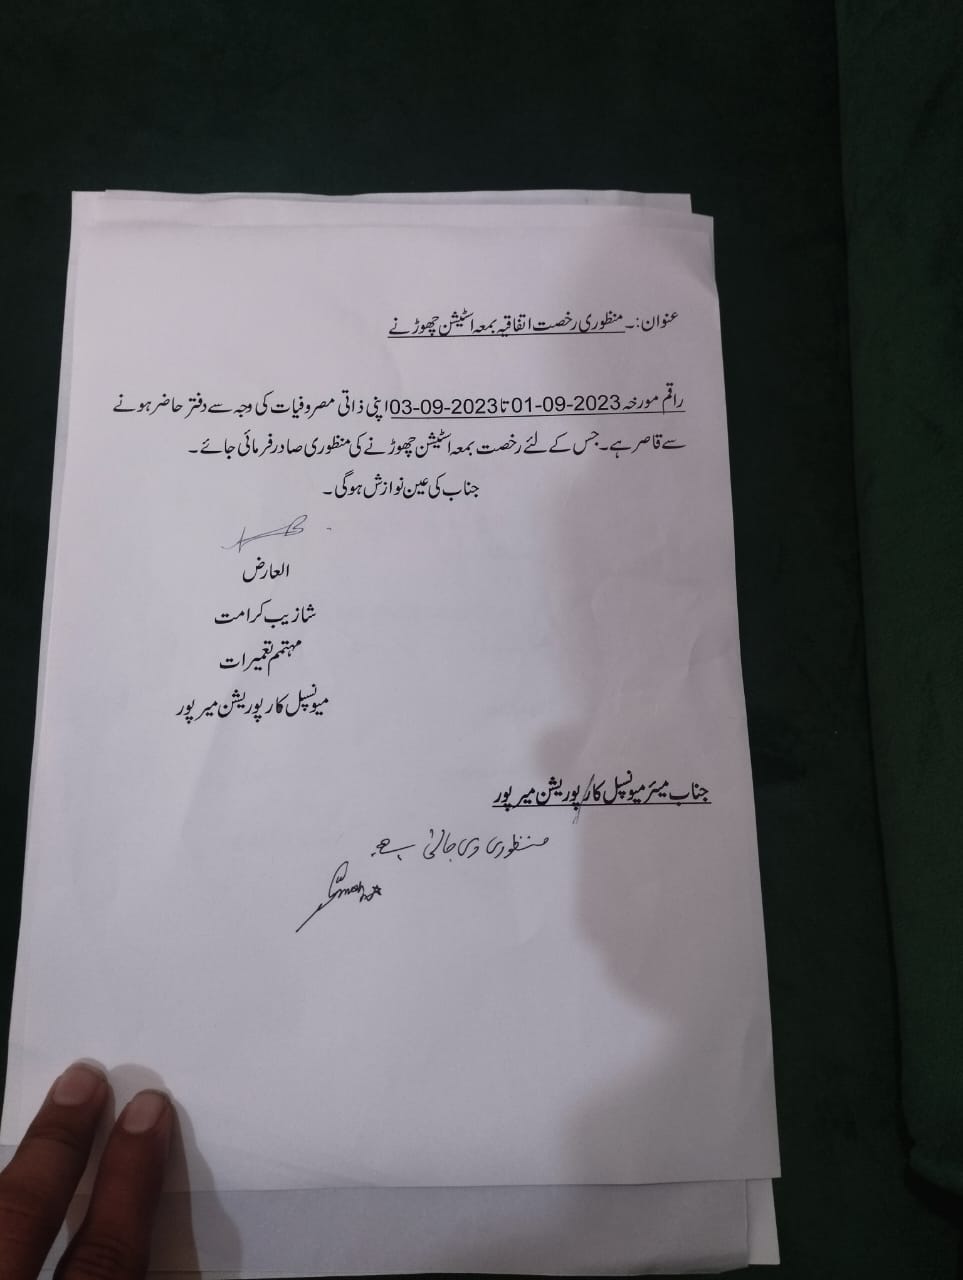 عنوان:۔ منظوری رخصت اتفاقیہ بمعہ اسٹیشن چھوڑنے
راقم مورخہ 01-09-2023 تا 03-09-2023 اپنی ذاتی مصروفیات کی وجہ سے دفتر حاضر ہونے
سے قاصر ہے۔ جس کے لئے رخصت بمعہ اسٹیشن چھوڑنے کی منظوری صادر فرمائی جائے۔
جناب کی عین نوازش ہوگی۔
العارض
شازیب کرامت
مہتمم تعمیرات
میونسپل کارپوریشن میرپور
جناب میئر میونسپل کارپوریشن میرپور
منظوری دی جاتی ہے